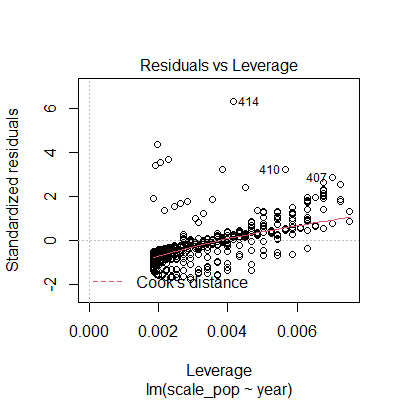 Residuals vs Leverage
Standardized residuals
6
4
2
0
-2
414
410
407
Cook's distance
0.000
0.002
0.004
0.006
Leverage
lm(scale_pop ~ year)